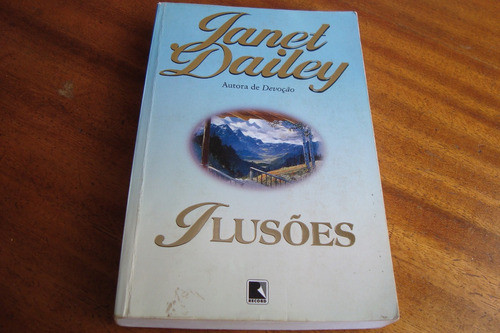 Janet
Dailey
Autora de Devoção
ILUSÕES
RECORD